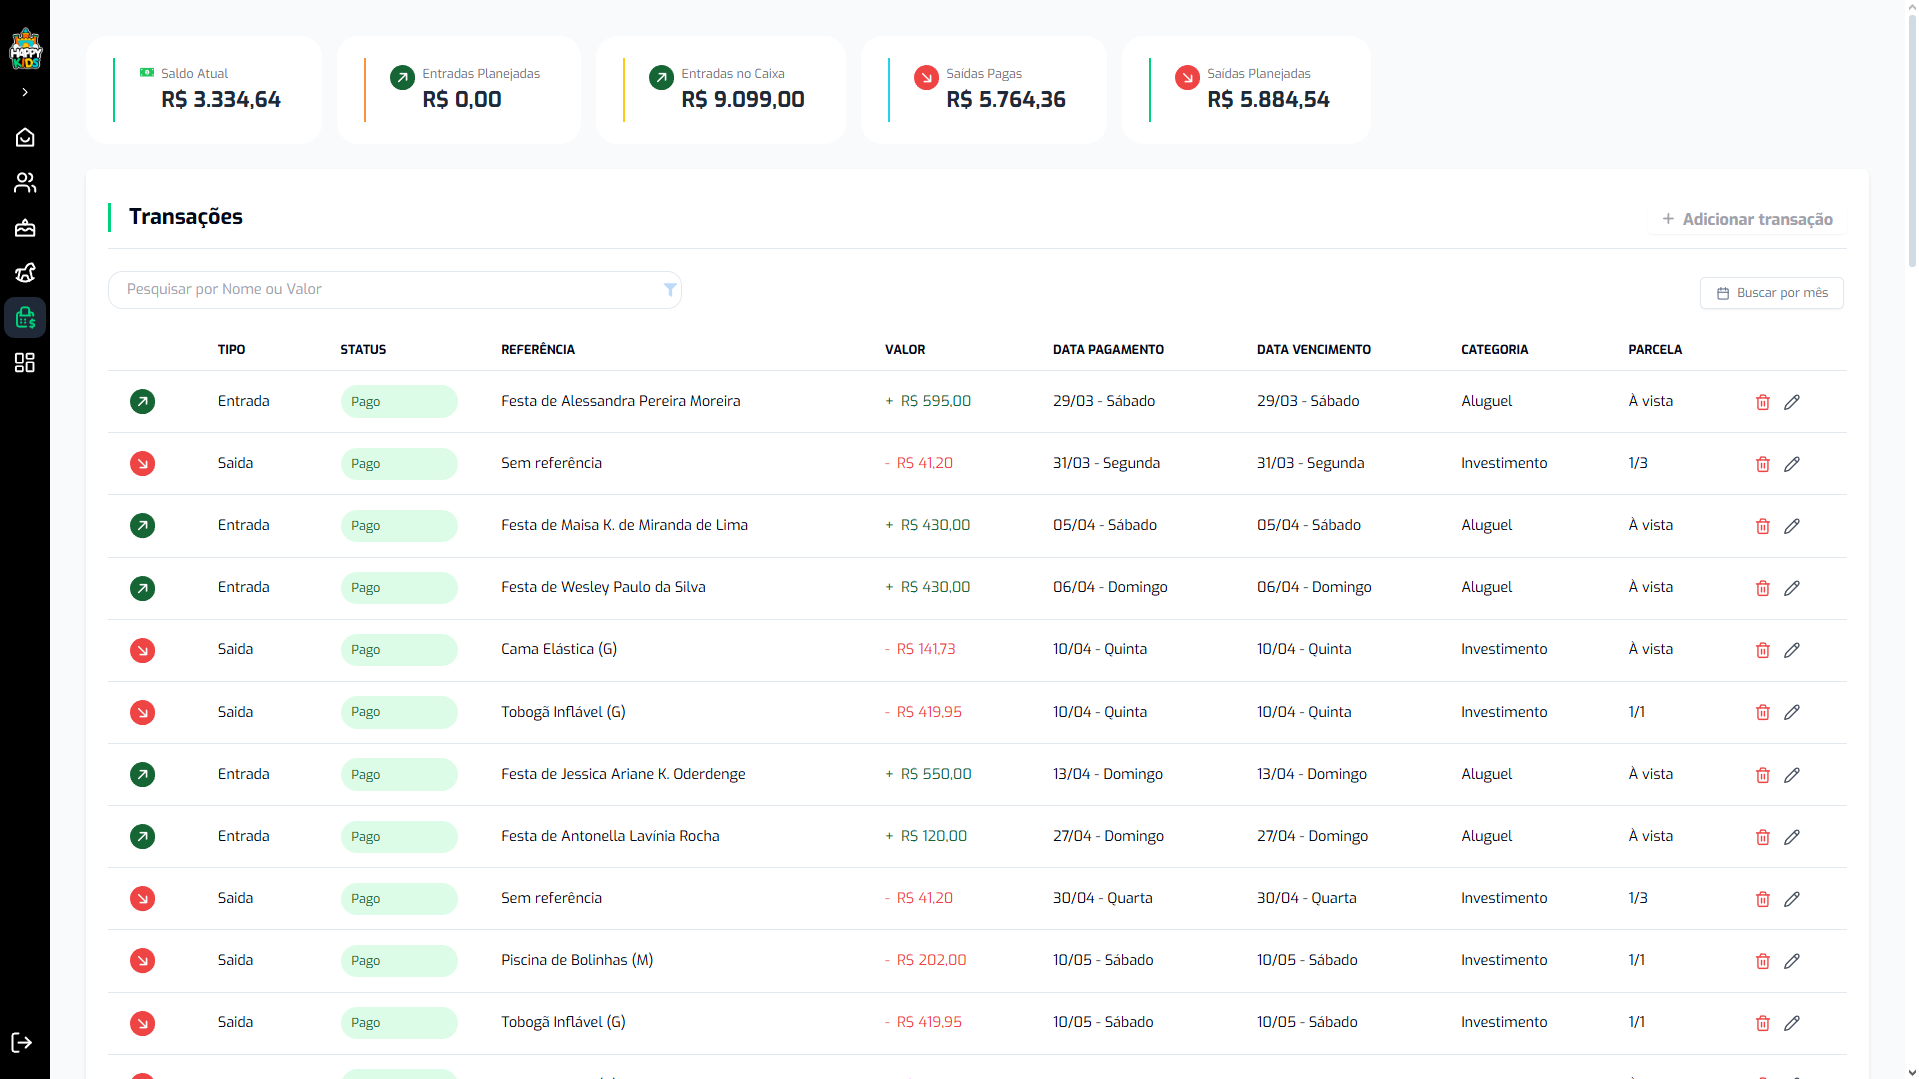 HAPPY
KIDS
Saldo Atual
R$ 3.334,64
Entradas Planejadas
R$ 0,00
Entradas no Caixa
R$ 9.099,00
Saídas Pagas
R$ 5.764,36
Saídas Planejadas
R$ 5.884,54
Transações
+ Adicionar transação
Pesquisar por Nome ou Valor
Buscar por mês
TIPO STATUS REFERÊNCIA VALOR DATA PAGAMENTO DATA VENCIMENTO CATEGORIA PARCELA
Entrada Pago Festa de Alessandra Pereira Moreira + R$ 595,00 29/03 - Sábado 29/03 - Sábado Aluguel À vista
Saida Pago Sem referência - R$ 41,20 31/03 - Segunda 31/03 - Segunda Investimento 1/3
Entrada Pago Festa de Maisa K. de Miranda de Lima + R$ 430,00 05/04 - Sábado 05/04 - Sábado Aluguel À vista
Entrada Pago Festa de Wesley Paulo da Silva + R$ 430,00 06/04 - Domingo 06/04 - Domingo Aluguel À vista
Saida Pago Cama Elástica (G) - R$ 141,73 10/04 - Quinta 10/04 - Quinta Investimento À vista
Saida Pago Tobogã Inflável (G) - R$ 419,95 10/04 - Quinta 10/04 - Quinta Investimento 1/1
Entrada Pago Festa de Jessica Ariane K. Oderdenge + R$ 550,00 13/04 - Domingo 13/04 - Domingo Aluguel À vista
Entrada Pago Festa de Antonella Lavínia Rocha + R$ 120,00 27/04 - Domingo 27/04 - Domingo Aluguel À vista
Saida Pago Sem referência - R$ 41,20 30/04 - Quarta 30/04 - Quarta Investimento 1/3
Saida Pago Piscina de Bolinhas (M) - R$ 202,00 10/05 - Sábado 10/05 - Sábado Investimento 1/1
Saida Pago Tobogã Inflável (G) - R$ 419,95 10/05 - Sábado 10/05 - Sábado Investimento 1/1